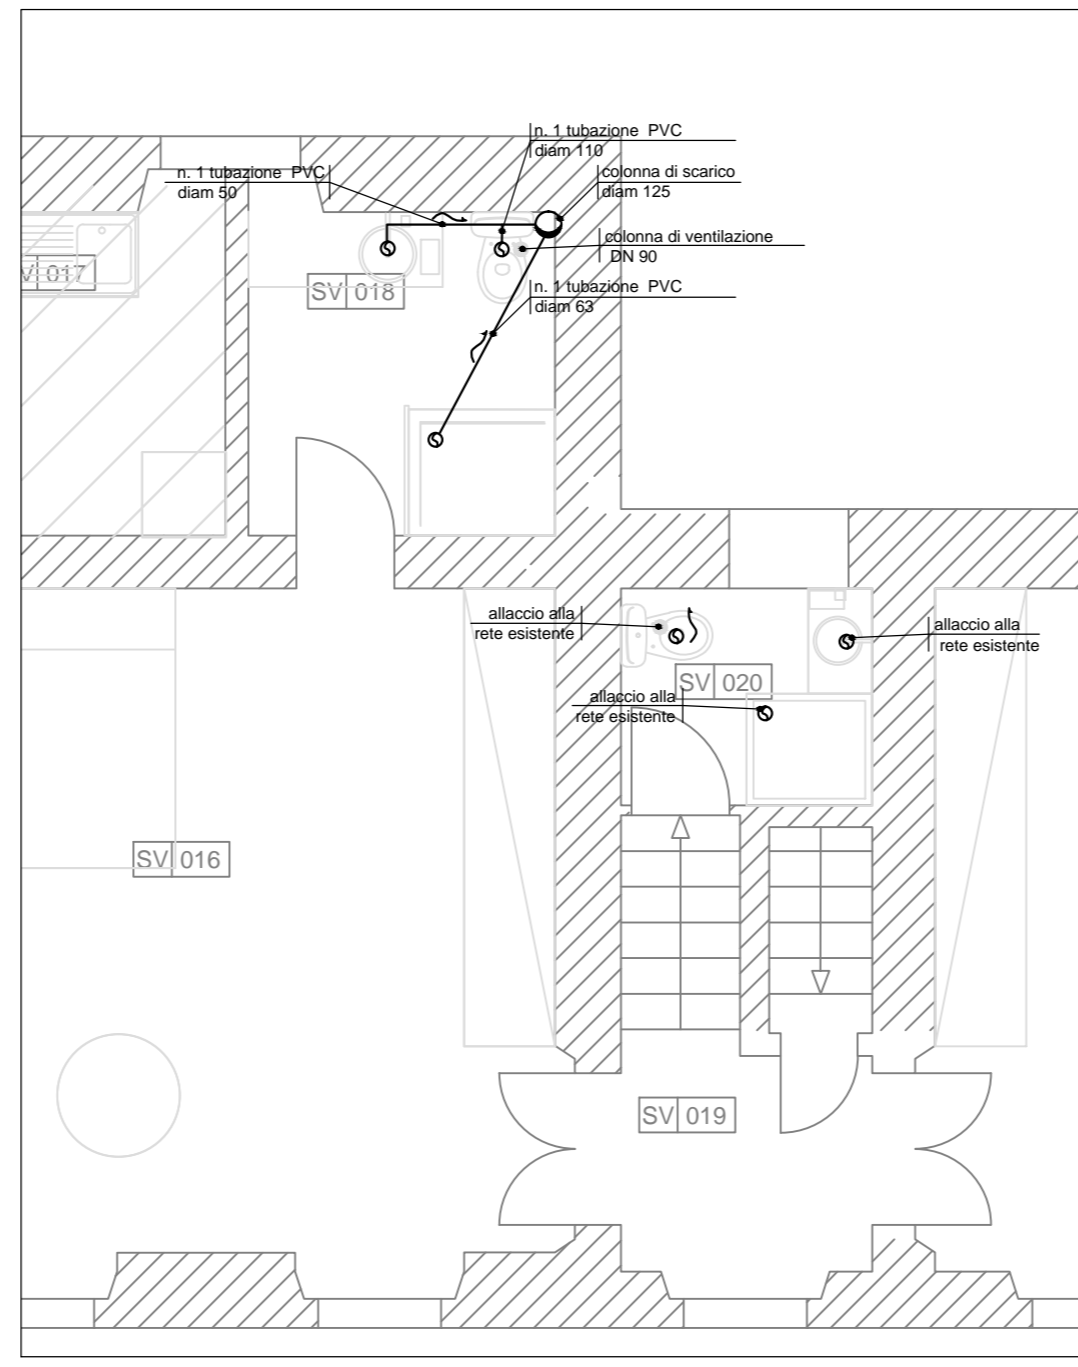 n. 1 tubazione PVC
diam 110
n. 1 tubazione PVC
diam 50
colonna di scarico
diam 125
colonna di ventilazione
DN 90
n. 1 tubazione PVC
diam 63
V 017
SV 018
allaccio alla
rete esistente
allaccio alla
rete esistente
SV 020
allaccio alla
rete esistente
SV 016
SV 019